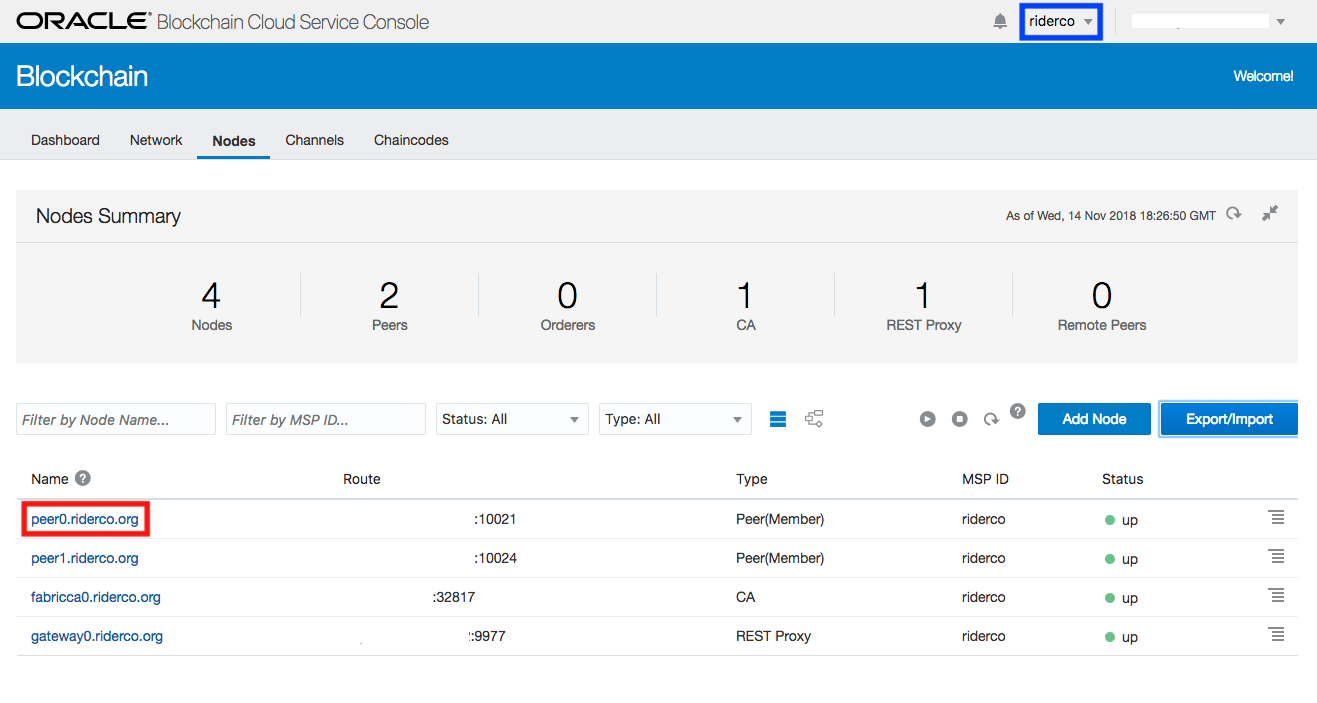 ORACLE® Blockchain Cloud Service Console riderco
Blockchain Welcome!
Dashboard Network Nodes Channels Chaincodes
Nodes Summary As of Wed, 14 Nov 2018 18:26:50 GMT
4 2 0 1 1 0
Nodes Peers Orderers CA REST Proxy Remote Peers
Filter by Node Name... Filter by MSP ID... Status: All Type: All ? Add Node Export/Import
Name ? Route Type MSP ID Status
peer0.riderco.org :10021 Peer(Member) riderco up
peer1.riderco.org :10024 Peer(Member) riderco up
fabricca0.riderco.org :32817 CA riderco up
gateway0.riderco.org :9977 REST Proxy riderco up